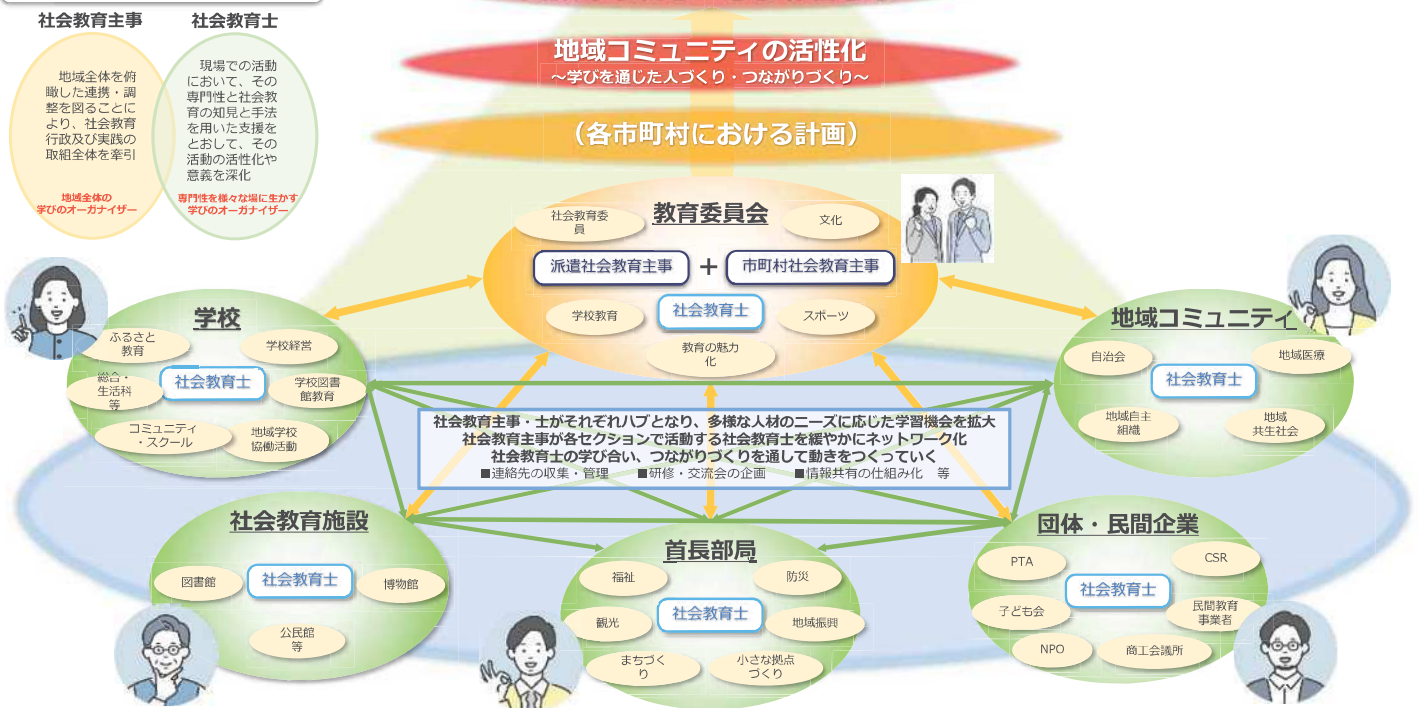 社会教育主事
社会教育士
地域全体を俯
瞰した連携・調
整を図ることに
より、社会教育
行政及び実践の
取組全体を牽引
地域全体の
学びのオーガナイザー
現場での活動
において、その
専門性と社会教
育の知見と手法
を用いた支援を
とおして、その
活動の活性化や
意義を深化
専門性を様々な場に生かす
学びのオーガナイザー
地域コミュニティの活性化
～学びを通じた人づくり・つながりづくり～
（各市町村における計画）
教育委員会
社会教育委
員
文化
派遣社会教育主事
＋
市町村社会教育主事
学校教育
社会教育士
スポーツ
教育の魅力
化
学校
ふるさと
教育
学校経営
総合・
生活科
等
社会教育士
学校図書
館教育
コミュニティ
・スクール
地域学校
協働活動
地域コミュニティ
自治会
地域医療
社会教育士
地域自主
組織
地域
共生社会
社会教育主事・士がそれぞれハブとなり、多様な人材のニーズに応じた学習機会を拡大
社会教育主事が各セクションで活動する社会教育士を緩やかにネットワーク化
社会教育士の学び合い、つながりづくりを通して動きをつくっていく
■連絡先の収集・管理　■研修・交流会の企画　■情報共有の仕組み化　等
社会教育施設
図書館
社会教育士
博物館
公民館
等
首長部局
福祉
防災
社会教育士
観光
地域振興
まちづく
り
小さな拠点
づくり
団体・民間企業
PTA
CSR
社会教育士
子ども会
民間教育
事業者
NPO
商工会議所